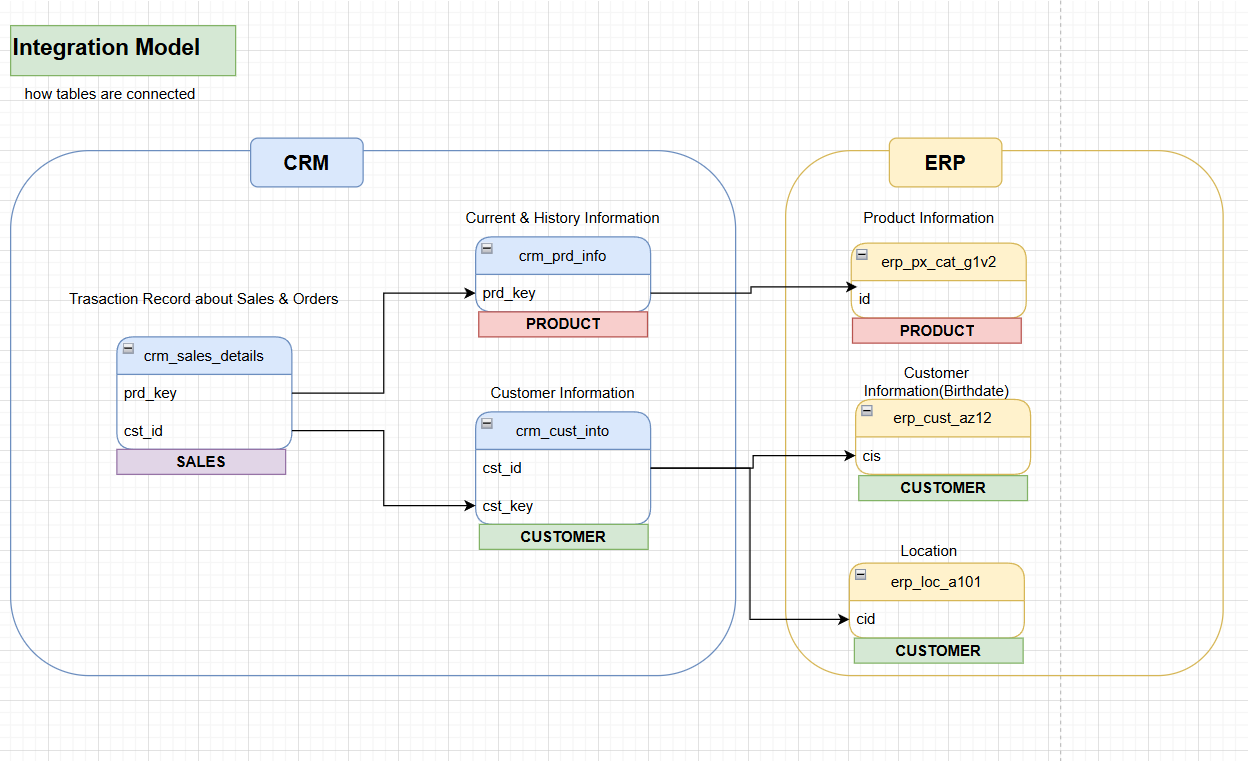 Integration Model
how tables are connected
CRM
Trasaction Record about Sales & Orders
crm_sales_details
prd_key
cst_id
SALES
Current & History Information
crm_prd_info
prd_key
PRODUCT
Customer Information
crm_cust_into
cst_id
cst_key
CUSTOMER
ERP
Product Information
erp_px_cat_g1v2
id
PRODUCT
Customer
Information(Birthdate)
erp_cust_az12
cis
CUSTOMER
Location
erp_loc_a101
cid
CUSTOMER